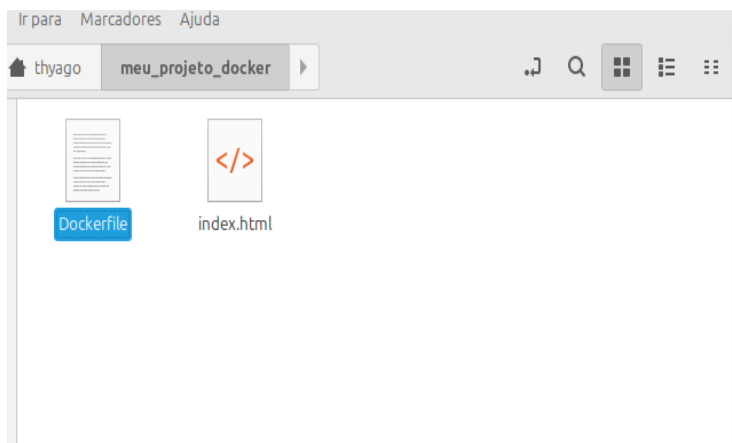 Ir para Marcadores Ajuda
thyago meu_projeto_docker
</>
Dockerfile index.html